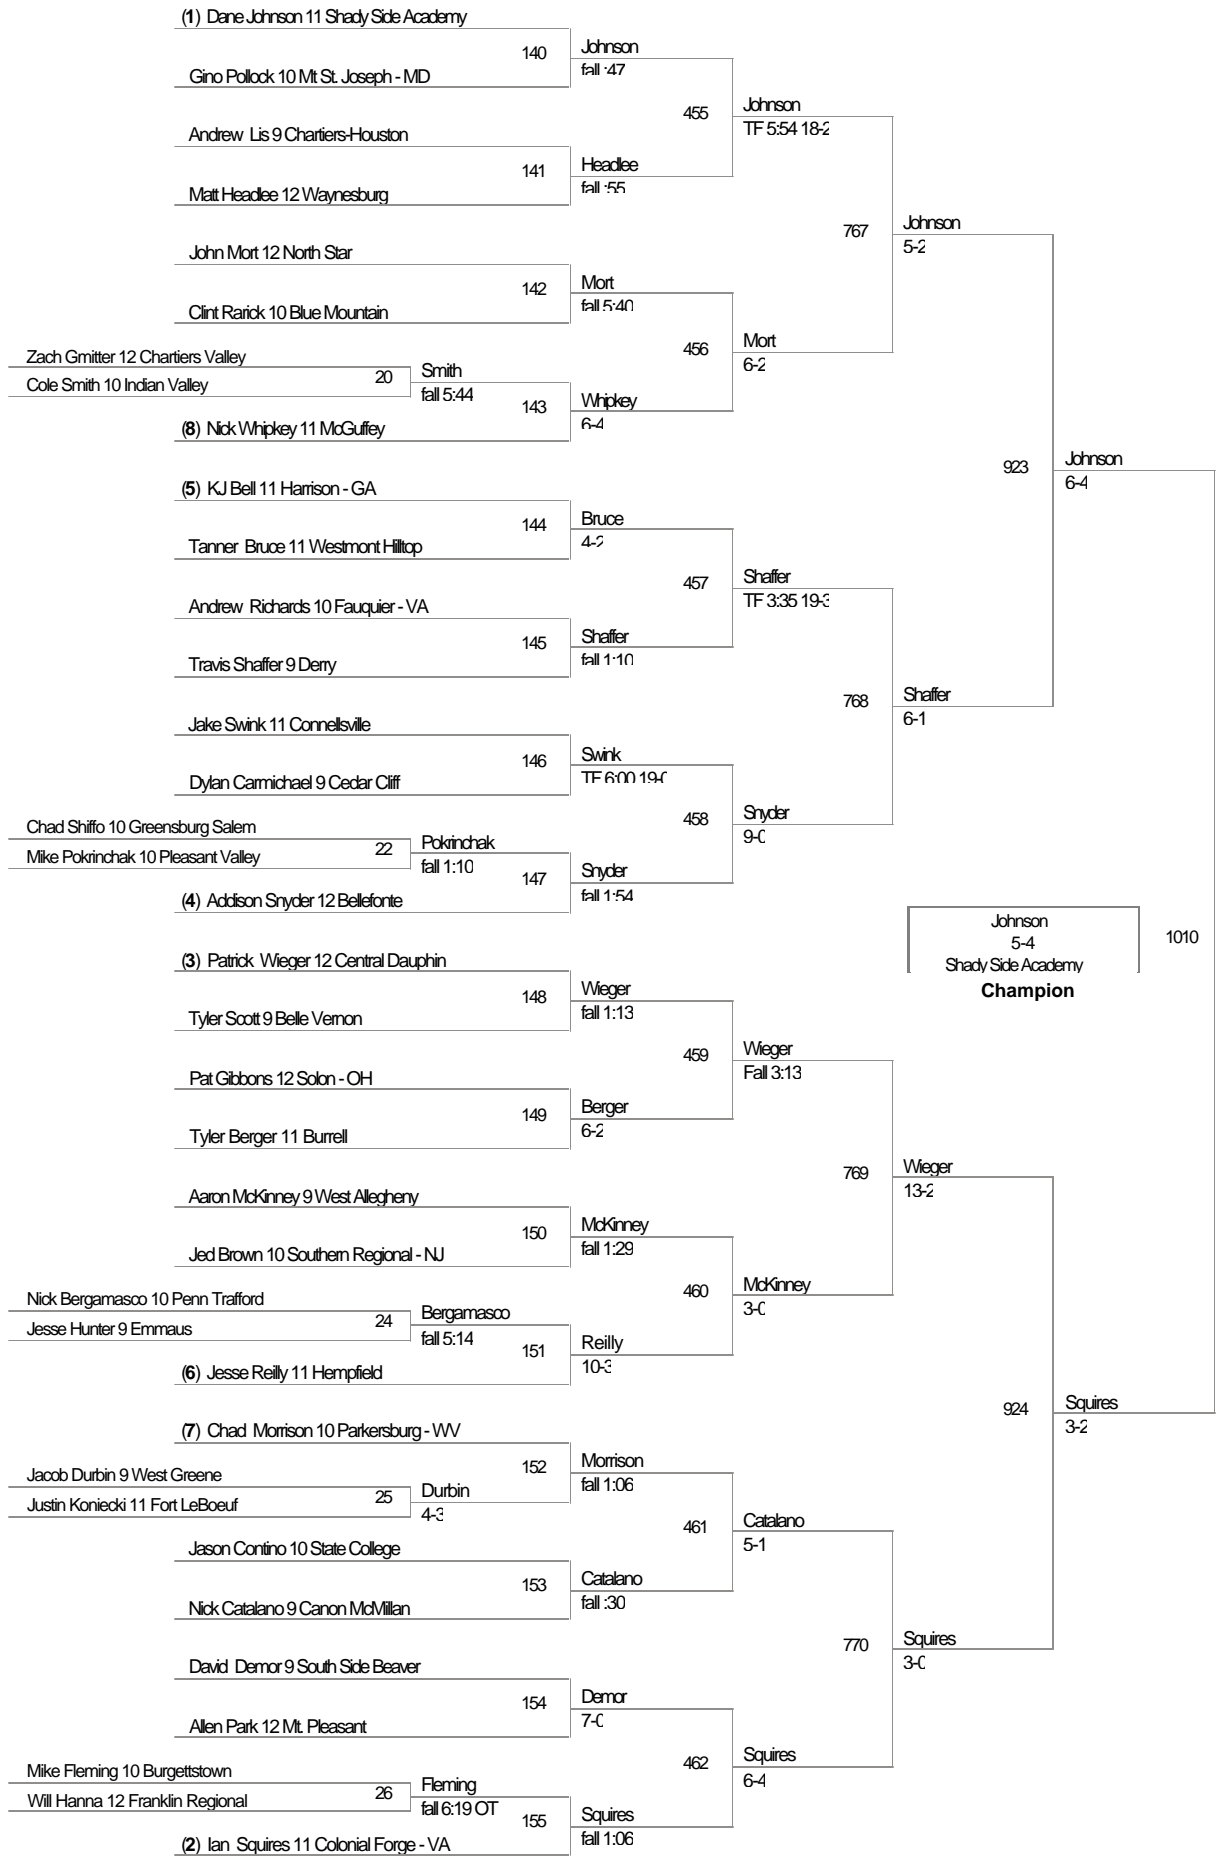 (1) Dane Johnson 11 Shady Side Academy
140
Johnson
fall :47
Gino Pollock 10 Mt St. Joseph - MD
455
Johnson
TF 5:54 18-2
Andrew Lis 9 Chartiers-Houston
141
Headlee
fall :55
Matt Headlee 12 Waynesburg
767
Johnson
5-2
John Mort 12 North Star
142
Mort
fall 5:40
Clint Rarick 10 Blue Mountain
456
Mort
6-2
Zach Gmitter 12 Chartiers Valley
20
Cole Smith 10 Indian Valley
Smith
fall 5:44
143
Whipkey
6-4
(8) Nick Whipkey 11 McGuffey
923
Johnson
6-4
(5) KJ Bell 11 Harrison - GA
144
Bruce
4-2
Tanner Bruce 11 Westmont Hilltop
457
Shaffer
TF 3:35 19-3
Andrew Richards 10 Fauquier - VA
145
Shaffer
fall 1:10
Travis Shaffer 9 Derry
768
Shaffer
6-1
Jake Swink 11 Connellsville
146
Swink
TF 6:00 19-0
Dylan Carmichael 9 Cedar Cliff
458
Snyder
9-0
Chad Shiffo 10 Greensburg Salem
22
Mike Pokrinchak 10 Pleasant Valley
Pokrinchak
fall 1:10
147
Snyder
fall 1:54
(4) Addison Snyder 12 Bellefonte
Johnson
5-4
Shady Side Academy
Champion
1010
(3) Patrick Wieger 12 Central Dauphin
148
Wieger
fall 1:13
Tyler Scott 9 Belle Vernon
459
Wieger
Fall 3:13
Pat Gibbons 12 Solon - OH
149
Berger
6-2
Tyler Berger 11 Burrell
769
Wieger
13-2
Aaron McKinney 9 West Allegheny
150
McKinney
fall 1:29
Jed Brown 10 Southern Regional - NJ
460
McKinney
3-0
Nick Bergamasco 10 Penn Trafford
24
Jesse Hunter 9 Emmaus
Bergamasco
fall 5:14
151
Reilly
10-3
(6) Jesse Reilly 11 Hempfield
924
Squires
3-2
(7) Chad Morrison 10 Parkersburg - WV
152
Morrison
fall 1:06
Jacob Durbin 9 West Greene
25
Justin Koniecki 11 Fort LeBoeuf
Durbin
4-3
461
Catalano
5-1
Jason Contino 10 State College
153
Catalano
fall :30
Nick Catalano 9 Canon McMillan
770
Squires
3-0
David Demor 9 South Side Beaver
154
Demor
7-0
Allen Park 12 Mt. Pleasant
462
Squires
6-4
Mike Fleming 10 Burgettstown
26
Will Hanna 12 Franklin Regional
Fleming
fall 6:19 OT
155
Squires
fall 1:06
(2) Ian Squires 11 Colonial Forge - VA